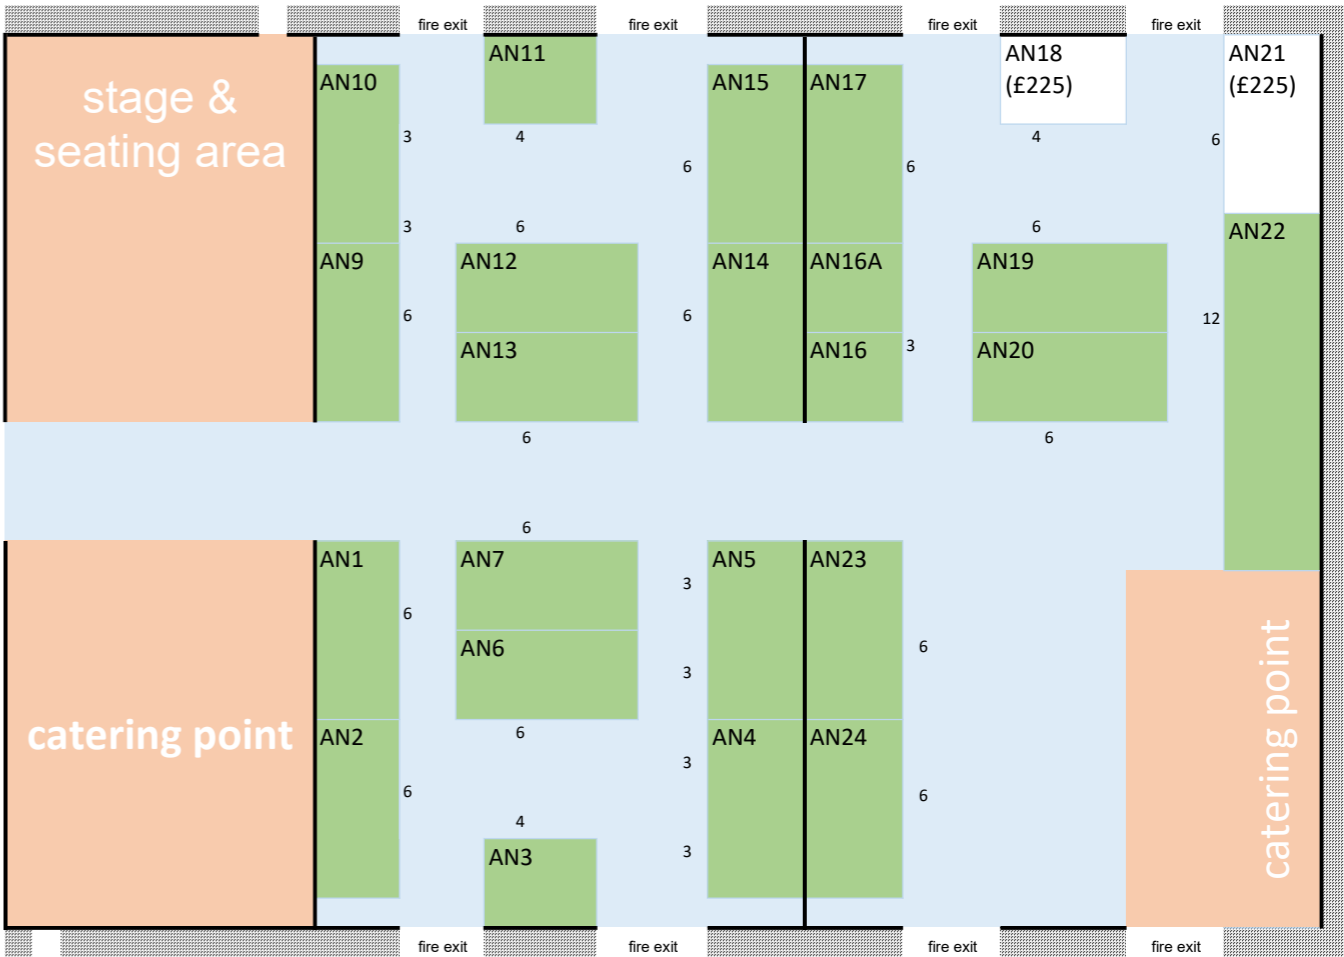 fire exit
fire exit
fire exit
fire exit
stage &
seating area
AN10
AN11
AN15
AN17
AN18
(£225)
AN21
(£225)
3
4
6
6
4
6
3
6
6
AN9
AN12
AN14
AN16A
AN19
AN22
6
6
12
AN13
AN16
3
AN20
6
6
6
AN1
AN7
AN5
AN23
3
6
AN6
6
3
catering point
AN2
6
AN4
AN24
3
6
6
4
3
AN3
catering point
fire exit
fire exit
fire exit
fire exit